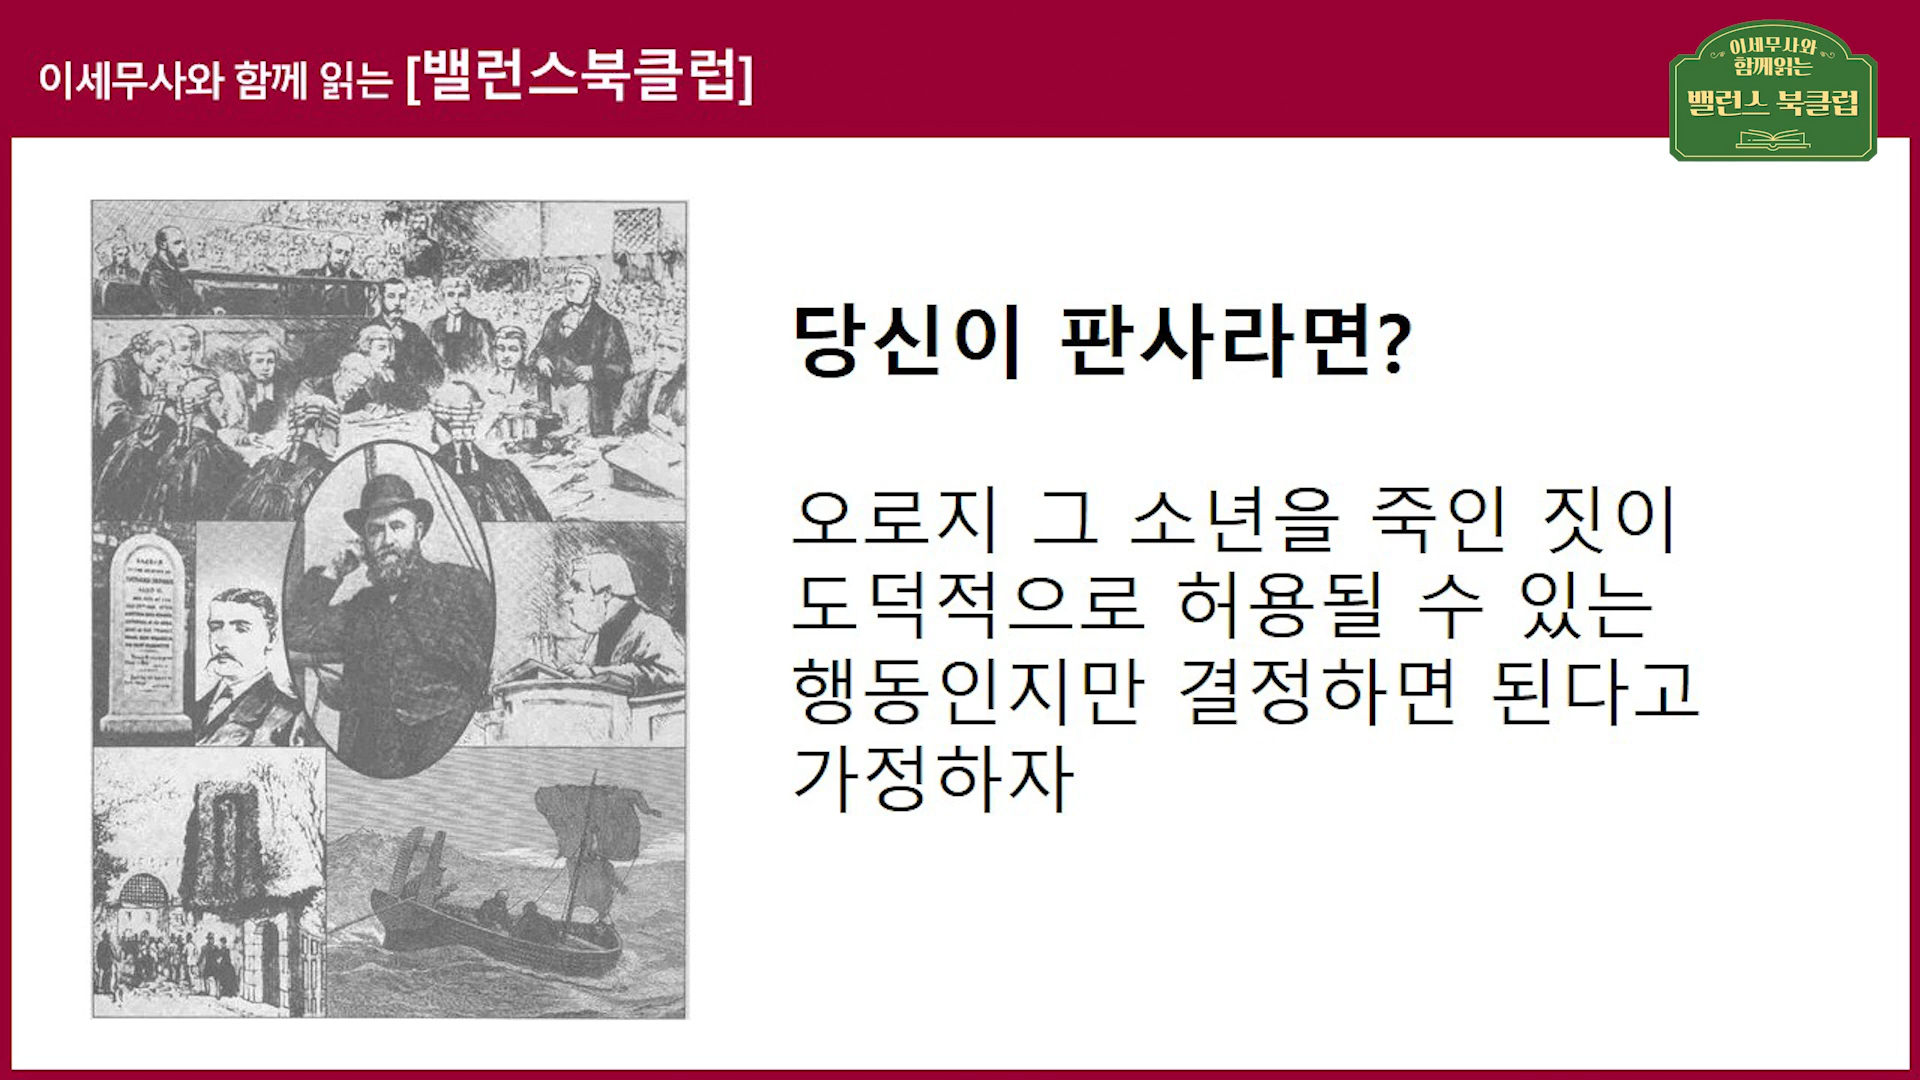 이세무사와 함께 읽는 [밸런스북클럽]
이세무사와
함께읽는
밸런스 북클럽
당신이 판사라면?
오로지 그 소년을 죽인 짓이
도덕적으로 허용될 수 있는
행동인지만 결정하면 된다고
가정하자